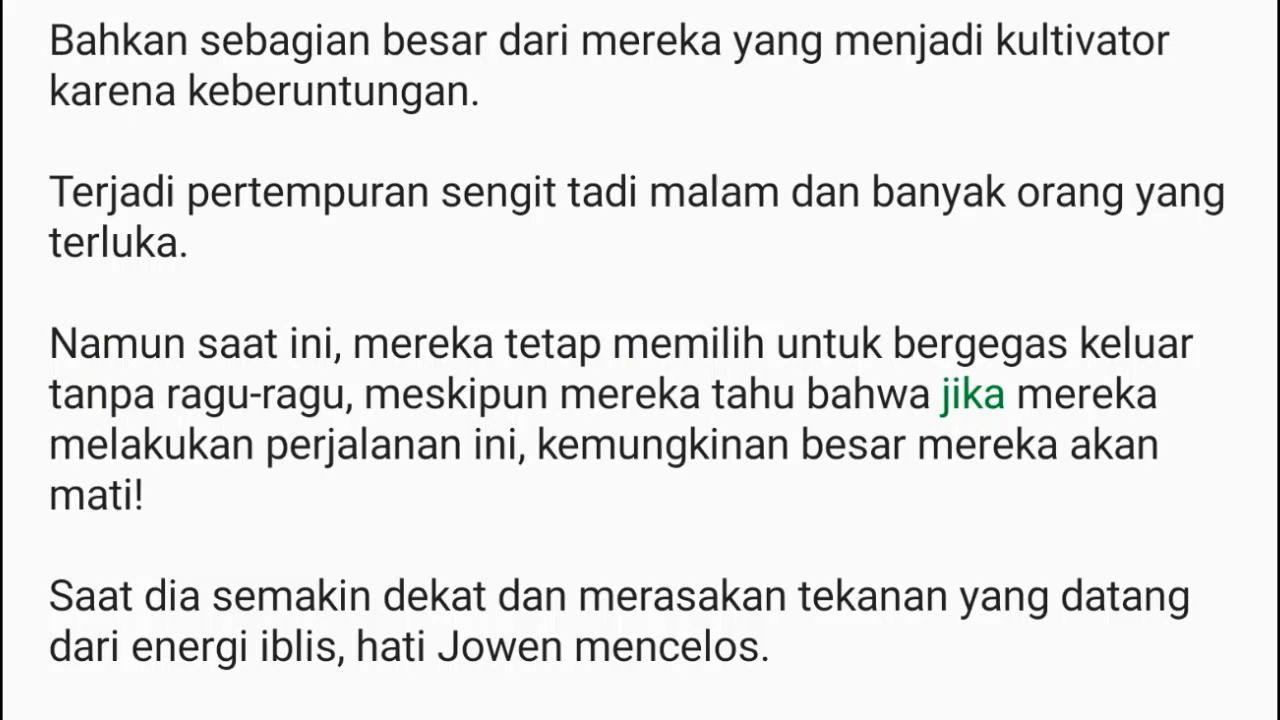 Bahkan sebagian besar dari mereka yang menjadi kultivator
karena keberuntungan.
Terjadi pertempuran sengit tadi malam dan banyak orang yang
terluka.
Namun saat ini, mereka tetap memilih untuk bergegas keluar
tanpa ragu-ragu, meskipun mereka tahu bahwa jika mereka
melakukan perjalanan ini, kemungkinan besar mereka akan
mati!
Saat dia semakin dekat dan merasakan tekanan yang datang
dari energi iblis, hati Jowen mencelos.